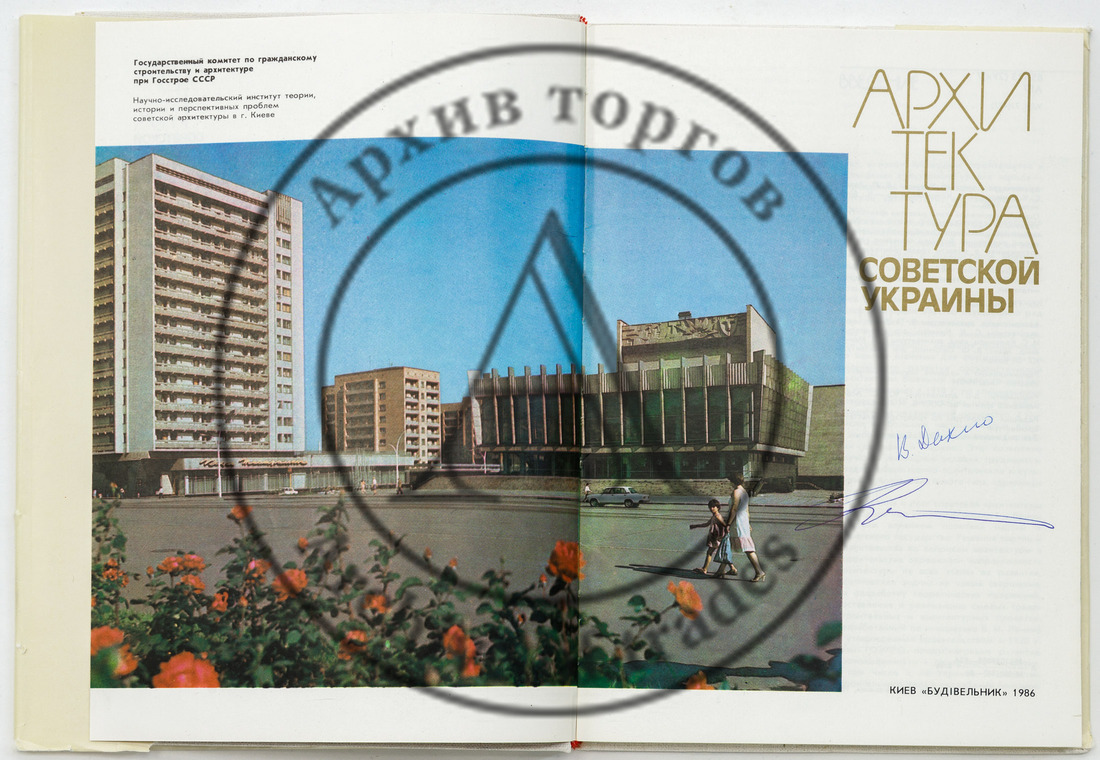 Государственный комитет по гражданскому
строительству и архитектуре
при Госстрое СССР
Научно-исследовательский институт теории,
истории и перспективных проблем
советской архитектуры в г. Киеве
Архив торгов
АРХИ
ТЕК
ТУРА
СОВЕТСКОЙ
УКРАИНЫ
В. Дахно
trades
КИЕВ «БУДІВЕЛЬНИК» 1986